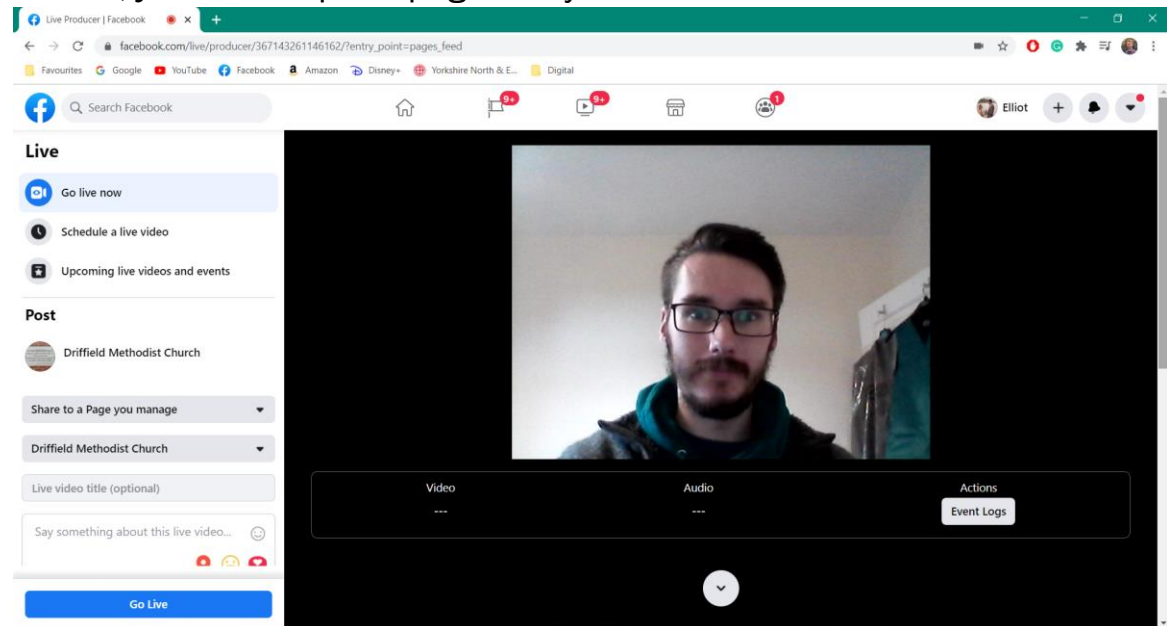 Live Producer | Facebook
facebook.com/live/producer/367143261146162/?entry_point=pages_feed
Favourites Google YouTube Facebook Amazon Disney+ Yorkshire North & E... Digital
Search Facebook
9+
9+
1
Elliot
Live
Go live now
Schedule a live video
Upcoming live videos and events
Post
Driffield Methodist Church
Share to a Page you manage
Driffield Methodist Church
Live video title (optional)
Say something about this live video...
Go Live
Video
---
Audio
---
Actions
Event Logs